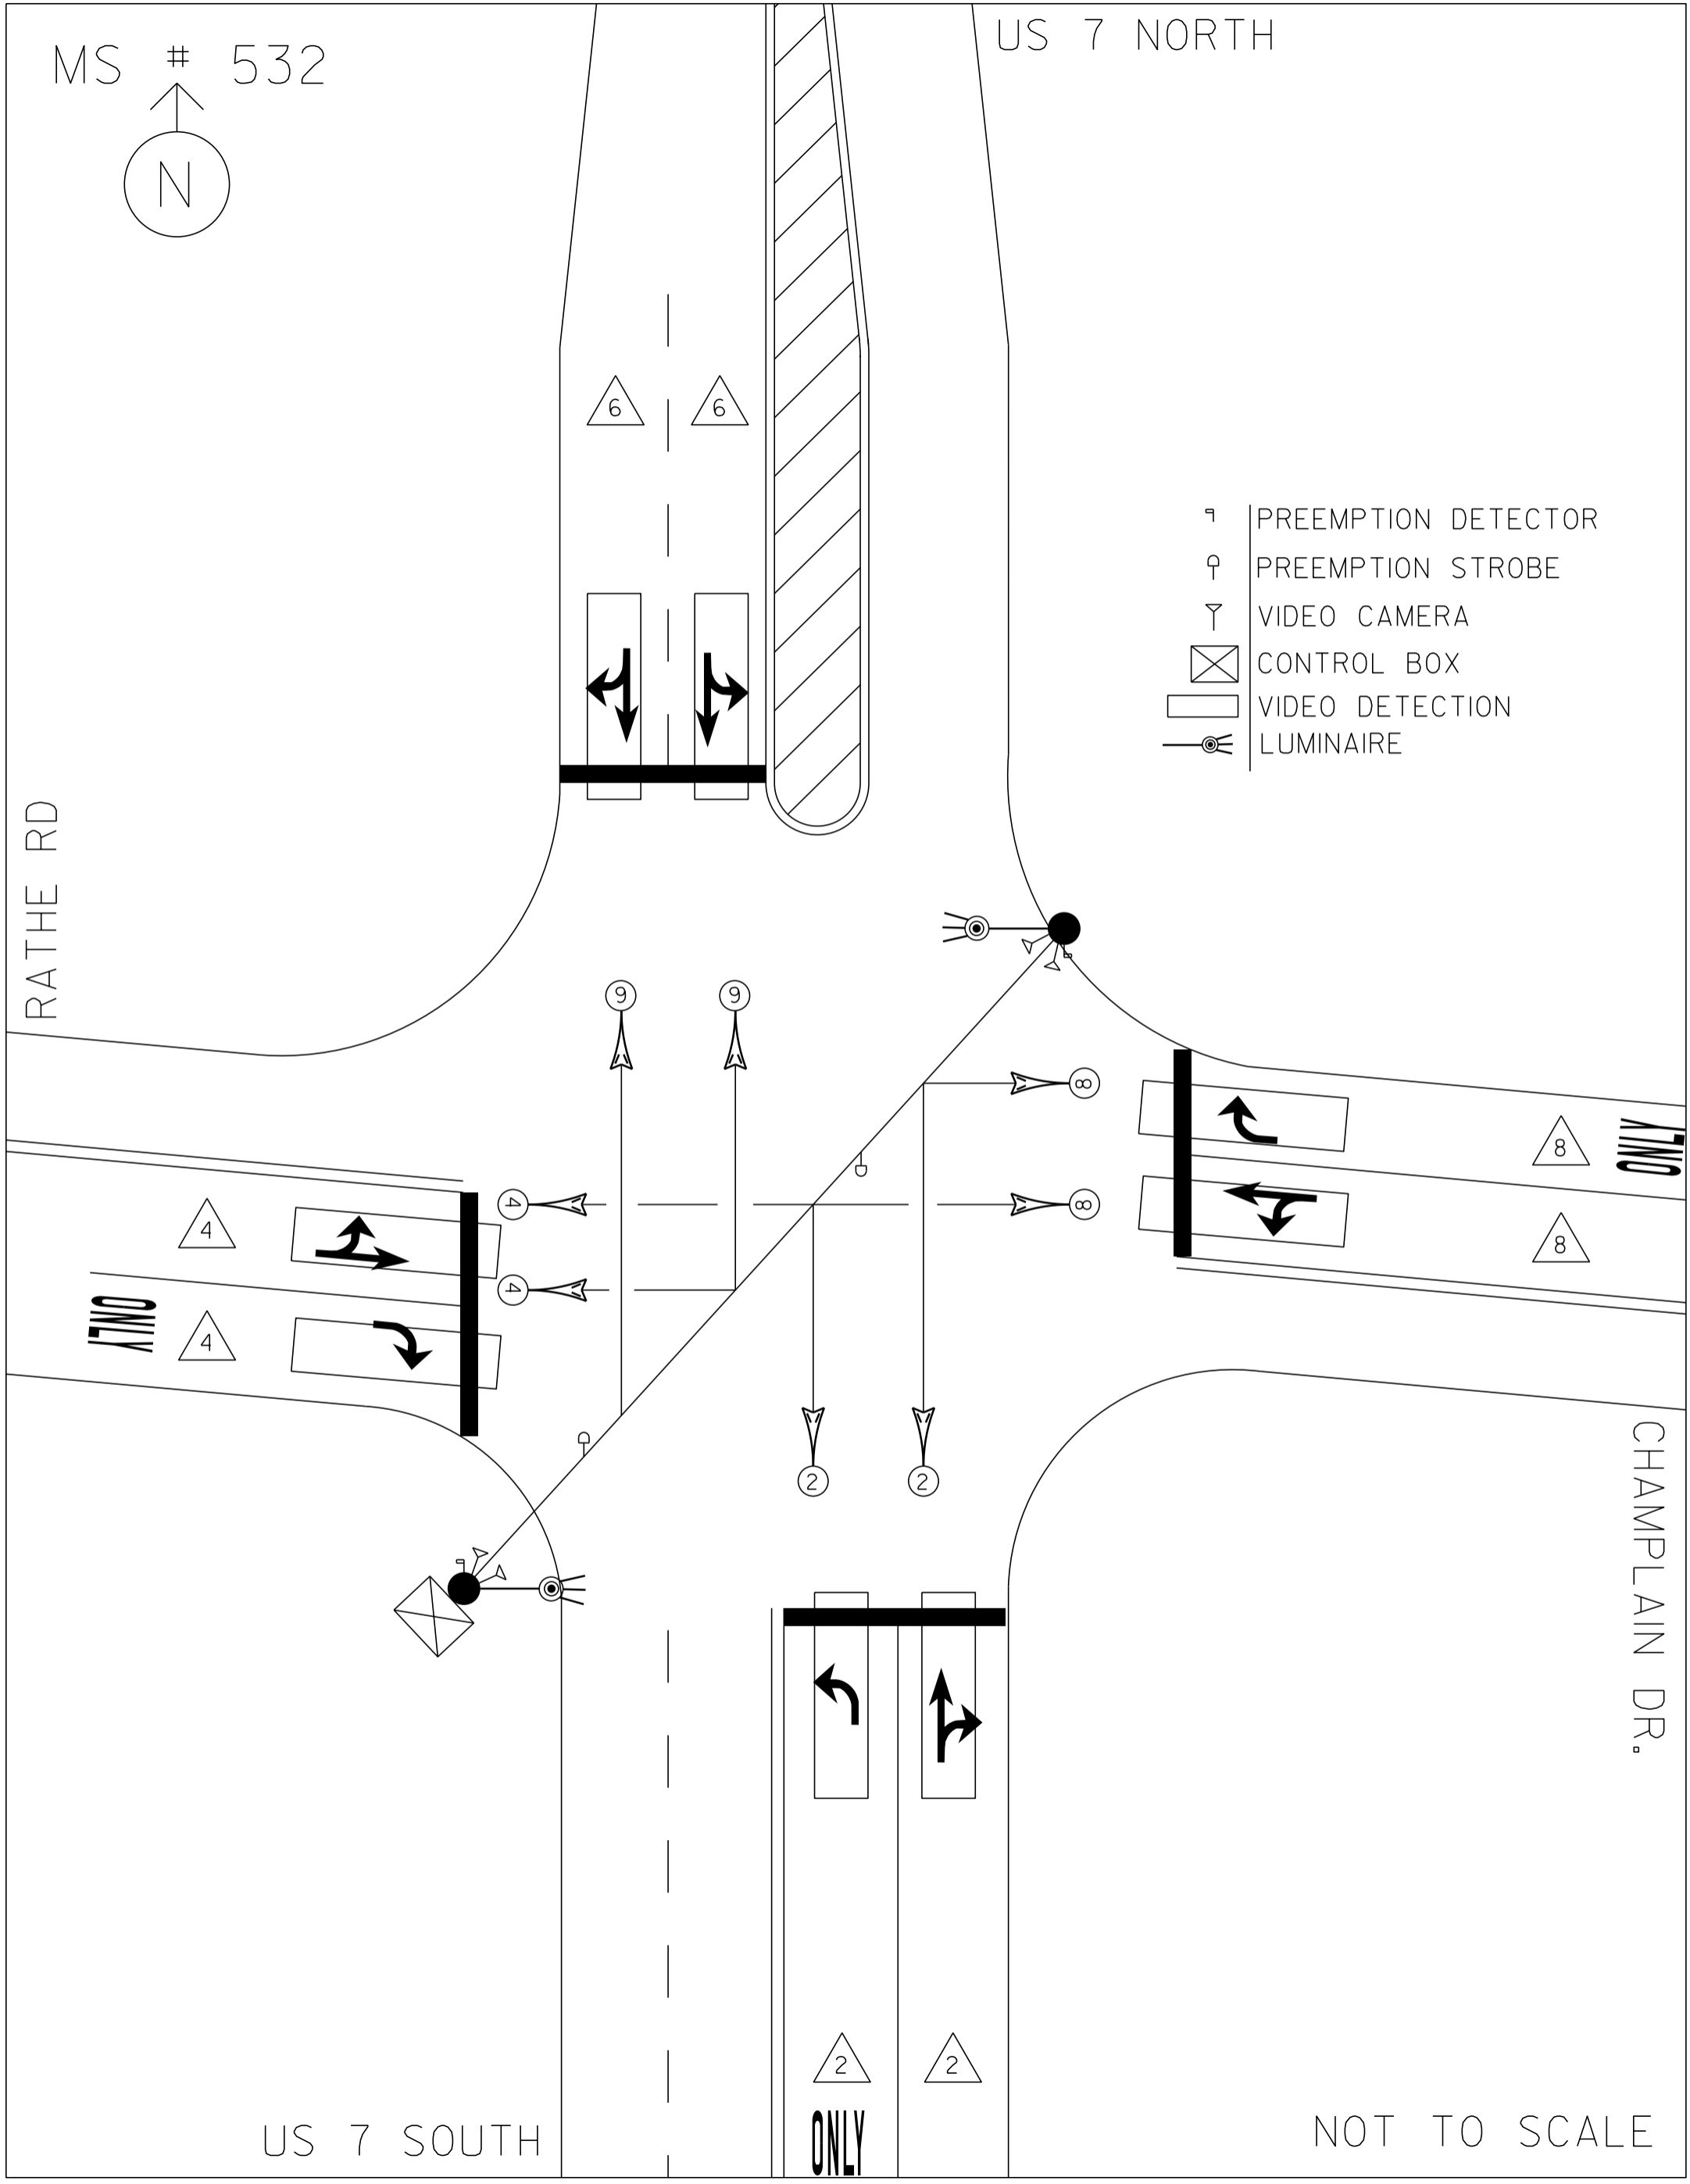 MS # 532
US 7 NORTH
N
6 6
PREEMPTION DETECTOR
PREEMPTION STROBE
VIDEO CAMERA
CONTROL BOX
VIDEO DETECTION
LUMINAIRE
RATHE RD
6 6
8
8
ONLY
8
4
8
4
4
4
ONLY
2 2
CHAMPLAIN DR.
2 2
ONLY
US 7 SOUTH
NOT TO SCALE